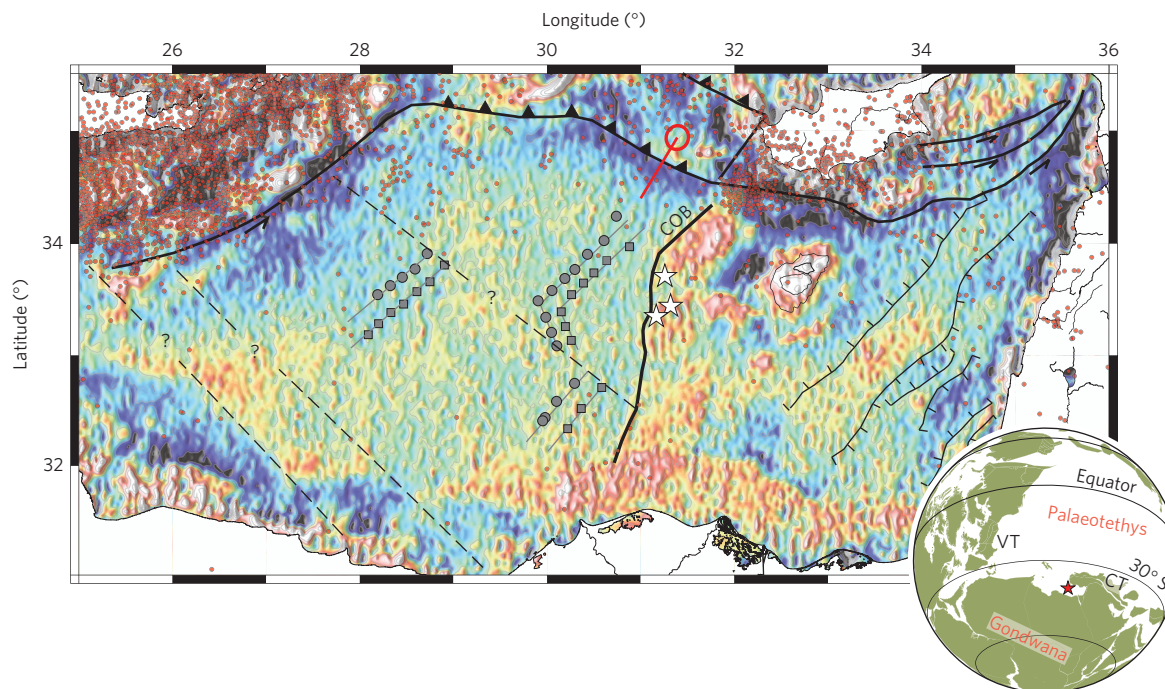 Longitude (°)
26 28 30 32 34 36
Latitude (°)
34
32
COB
?
?
?
Equator
Palaeotethys
VT
30° S
CT
Gondwana